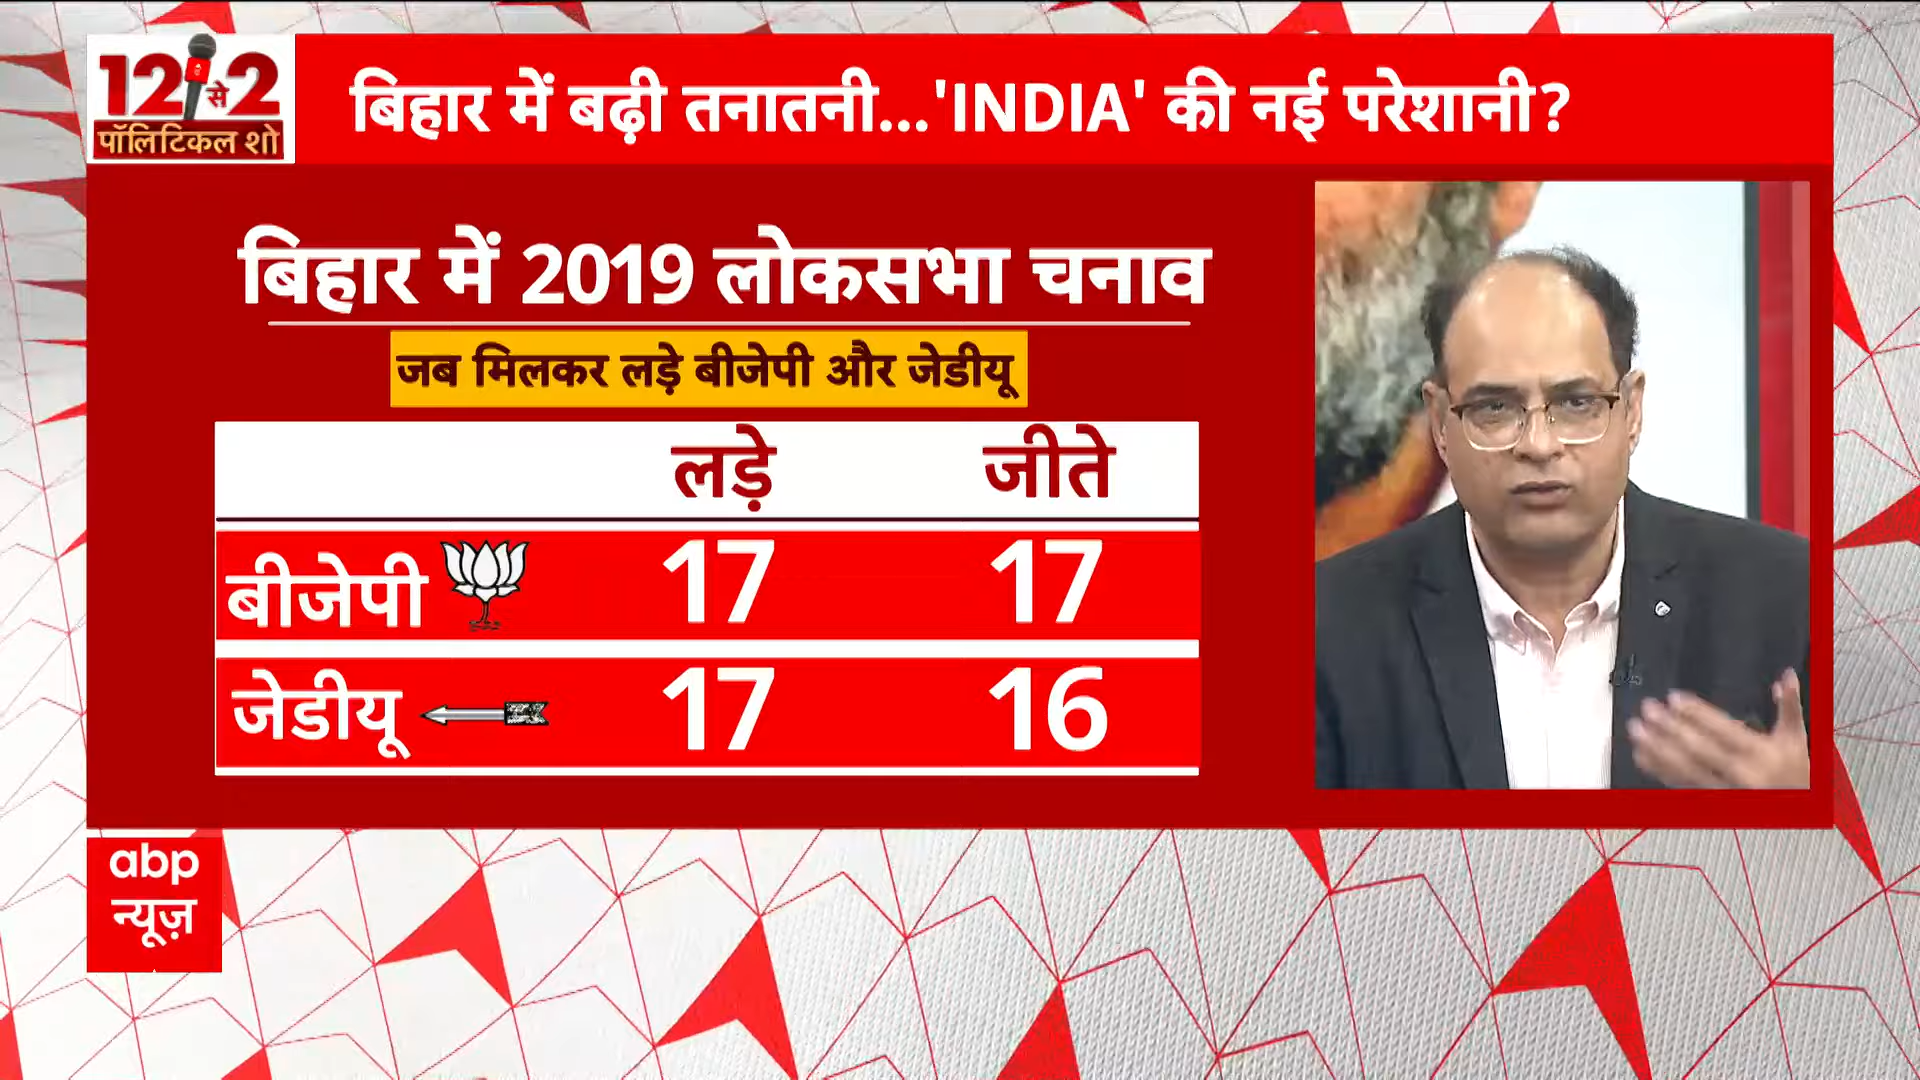 12 से 2
पॉलिटिकल शो
बिहार में बढ़ी तनातनी...'INDIA' की नई परेशानी?
बिहार में 2019 लोकसभा चनाव
जब मिलकर लड़े बीजेपी और जेडीयू
लड़े जीते
बीजेपी 17 17
जेडीयू 17 16
abp
न्यूज़